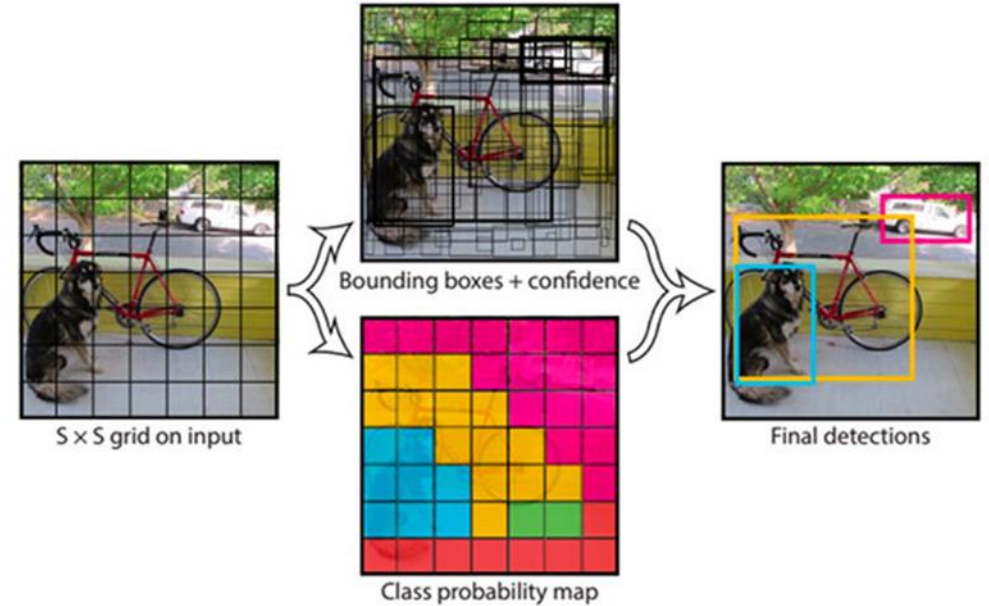 S × S grid on input
Bounding boxes + confidence
Class probability map
Final detections